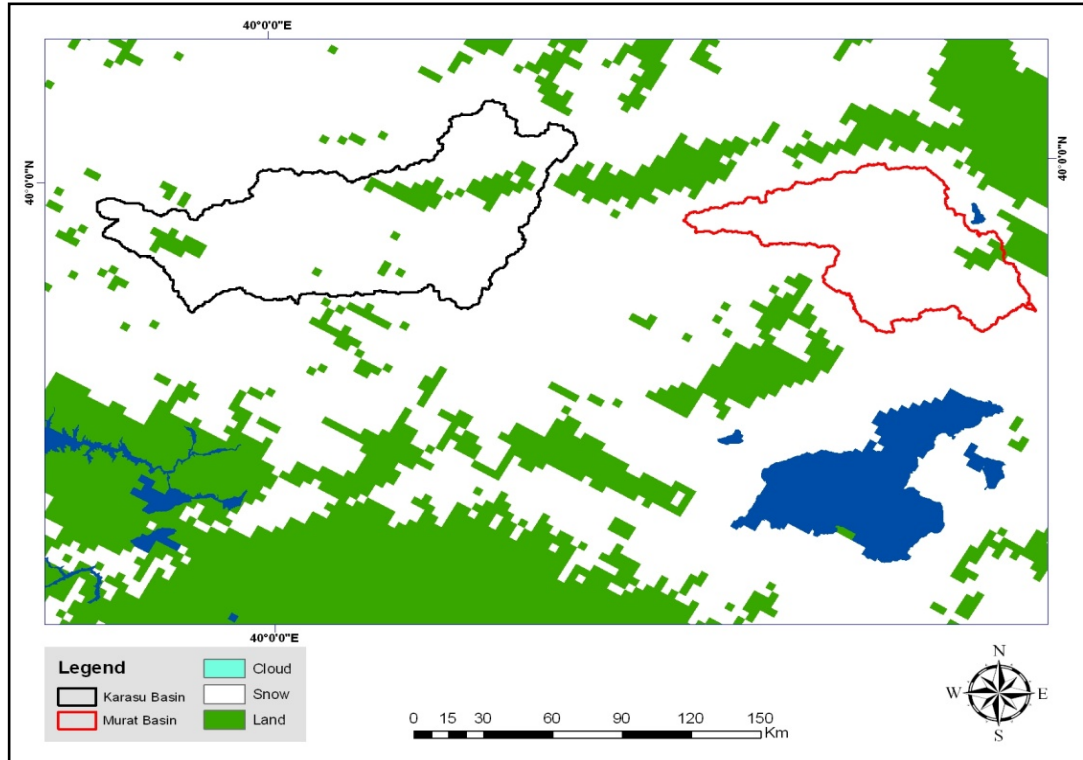 40°0'0"E
40°0'0"N
40°0'0"N
40°0'0"E
Legend
Karasu Basin
Murat Basin
Cloud
Snow
Land
0 15 30 60 90 120 150
Km
N
W E
S